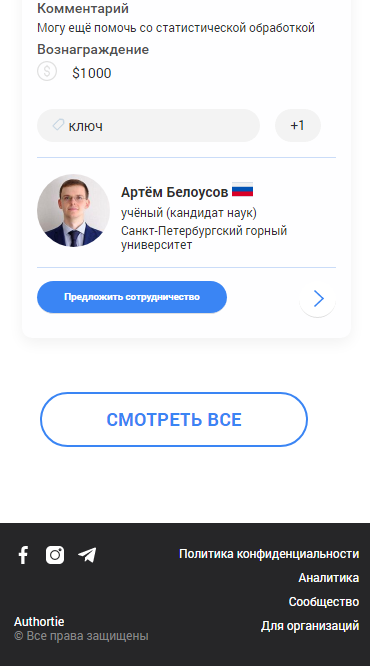 Комментарий
Могу ещё помочь со статистической обработкой
Вознаграждение
$ $1000
ключ
+1
Артём Белоусов
учёный (кандидат наук)
Санкт-Петербургский горный
университет
Предложить сотрудничество
СМОТРЕТЬ ВСЕ
Политика конфиденциальности
Аналитика
Сообщество
Для организаций
Authortie
© Все права защищены